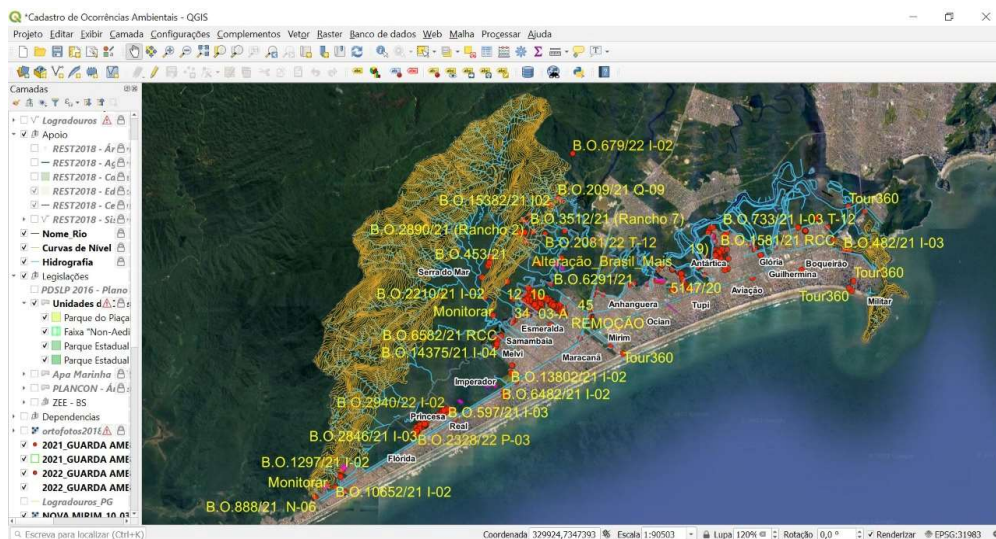 *Cadastro de Ocorrências Ambientais - QGIS
Projeto Editar Exibir Camada Configurações Complementos Vetor Raster Banco de dados Web Malha Processar Ajuda
Camadas
Logradouros
Apoio
REST2018 - Ár
REST2018 - Ag
REST2018 - Ca
REST2018 - Ed
REST2018 - Ce
REST2018 - Sis
Nome_Rio
Curvas de Nível
Hidrografia
Legislações
PDSLP 2016 - Plano
Unidades d
Parque do Piaça
Faixa "Non-Aedi
Parque Estadual
Parque Estadual
Apa Marinha
PLANCON - Ár
ZEE - BS
Dependencias
ortofotos2018
2021_GUARDA AME
2021_GUARDA AME
2022_GUARDA AME
2022_GUARDA AME
Logradouros_PG
NOVA MIRIM_10_03
B.O.679/22 I-02
B.O.209/21 Q-09
B.O.15382/21 I02
B.O.3512/21 (Rancho 7)
B.O.2890/21 (Rancho 2)
B.O.2081/22 T-12
B.O.733/21 I-03 T-12
Tour360
19)
B.O.1581/21 RCC
B.O.482/21 I-03
B.O.453/21
Alteração Brasil Mais
Antártica
Glória
Boqueirão
Serra do Mar
B.O.6291/21
5147/20
Guilhermina
Tour360
B.O.2210/21 I-02
12
10
45
Anhanguera
Tupi
Aviação
Tour360
Militar
Monitorar
34
03-A
REMOÇÃO
Ocian
Esmeralda
B.O.6582/21 RCC
Samambaia
Mirim
B.O.14375/21 I-04
Melvi
Maracanã
Tour360
Imperador
B.O.13802/21 I-02
B.O.6482/21 I-02
B.O.2940/22 I-02
Princesa
B.O.597/21 I-03
Real
B.O.2846/21 I-03
B.O.2328/22 P-03
Flórida
B.O.1297/21 I-02
Monitorar
B.O.10652/21 I-02
B.O.888/21 N-06
Escreva para localizar (Ctrl+K)
Coordenada 329924,7347393 Escala 1:90503 Lupa 120% Rotação 0,0 ° Renderizar EPSG:31983